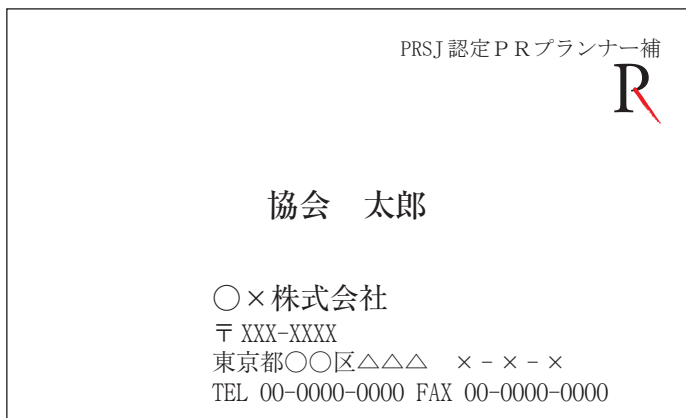 PRSJ認定ＰＲプランナー補
PR
協会　太郎
○×株式会社
〒 XXX-XXXX
東京都○○区△△△　×－×－×
TEL 00-0000-0000 FAX 00-0000-0000